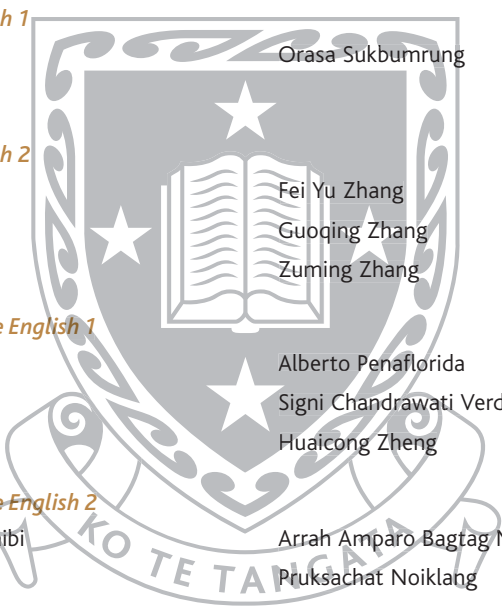 h 1
Orasa Sukbumrung
h 2
Fei Yu Zhang
Guoqing Zhang
Zuming Zhang
e English 1
Alberto Penaflorida
Signi Chandrawati Verd
Huaicong Zheng
e English 2
ibi
Arrah Amparo Bagtag N
Pruksachat Noiklang
KO TE TANGATA